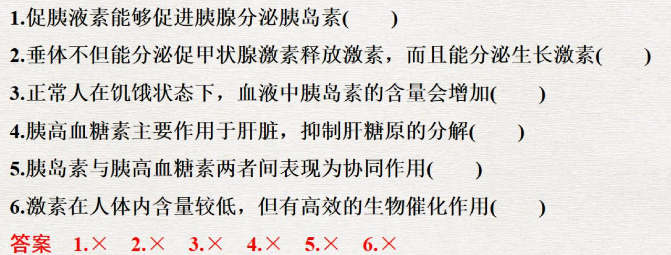 1.促胰液素能够促进胰腺分泌胰岛素(　　)
2.垂体不但能分泌促甲状腺激素释放激素，而且能分泌生长激素(　　)
3.正常人在饥饿状态下，血液中胰岛素的含量会增加(　　)
4.胰高血糖素主要作用于肝脏，抑制肝糖原的分解(　　)
5.胰岛素与胰高血糖素两者间表现为协同作用(　　)
6.激素在人体内含量较低，但有高效的生物催化作用(　　)
答案　1.×　2.×　3.×　4.×　5.×　6.×